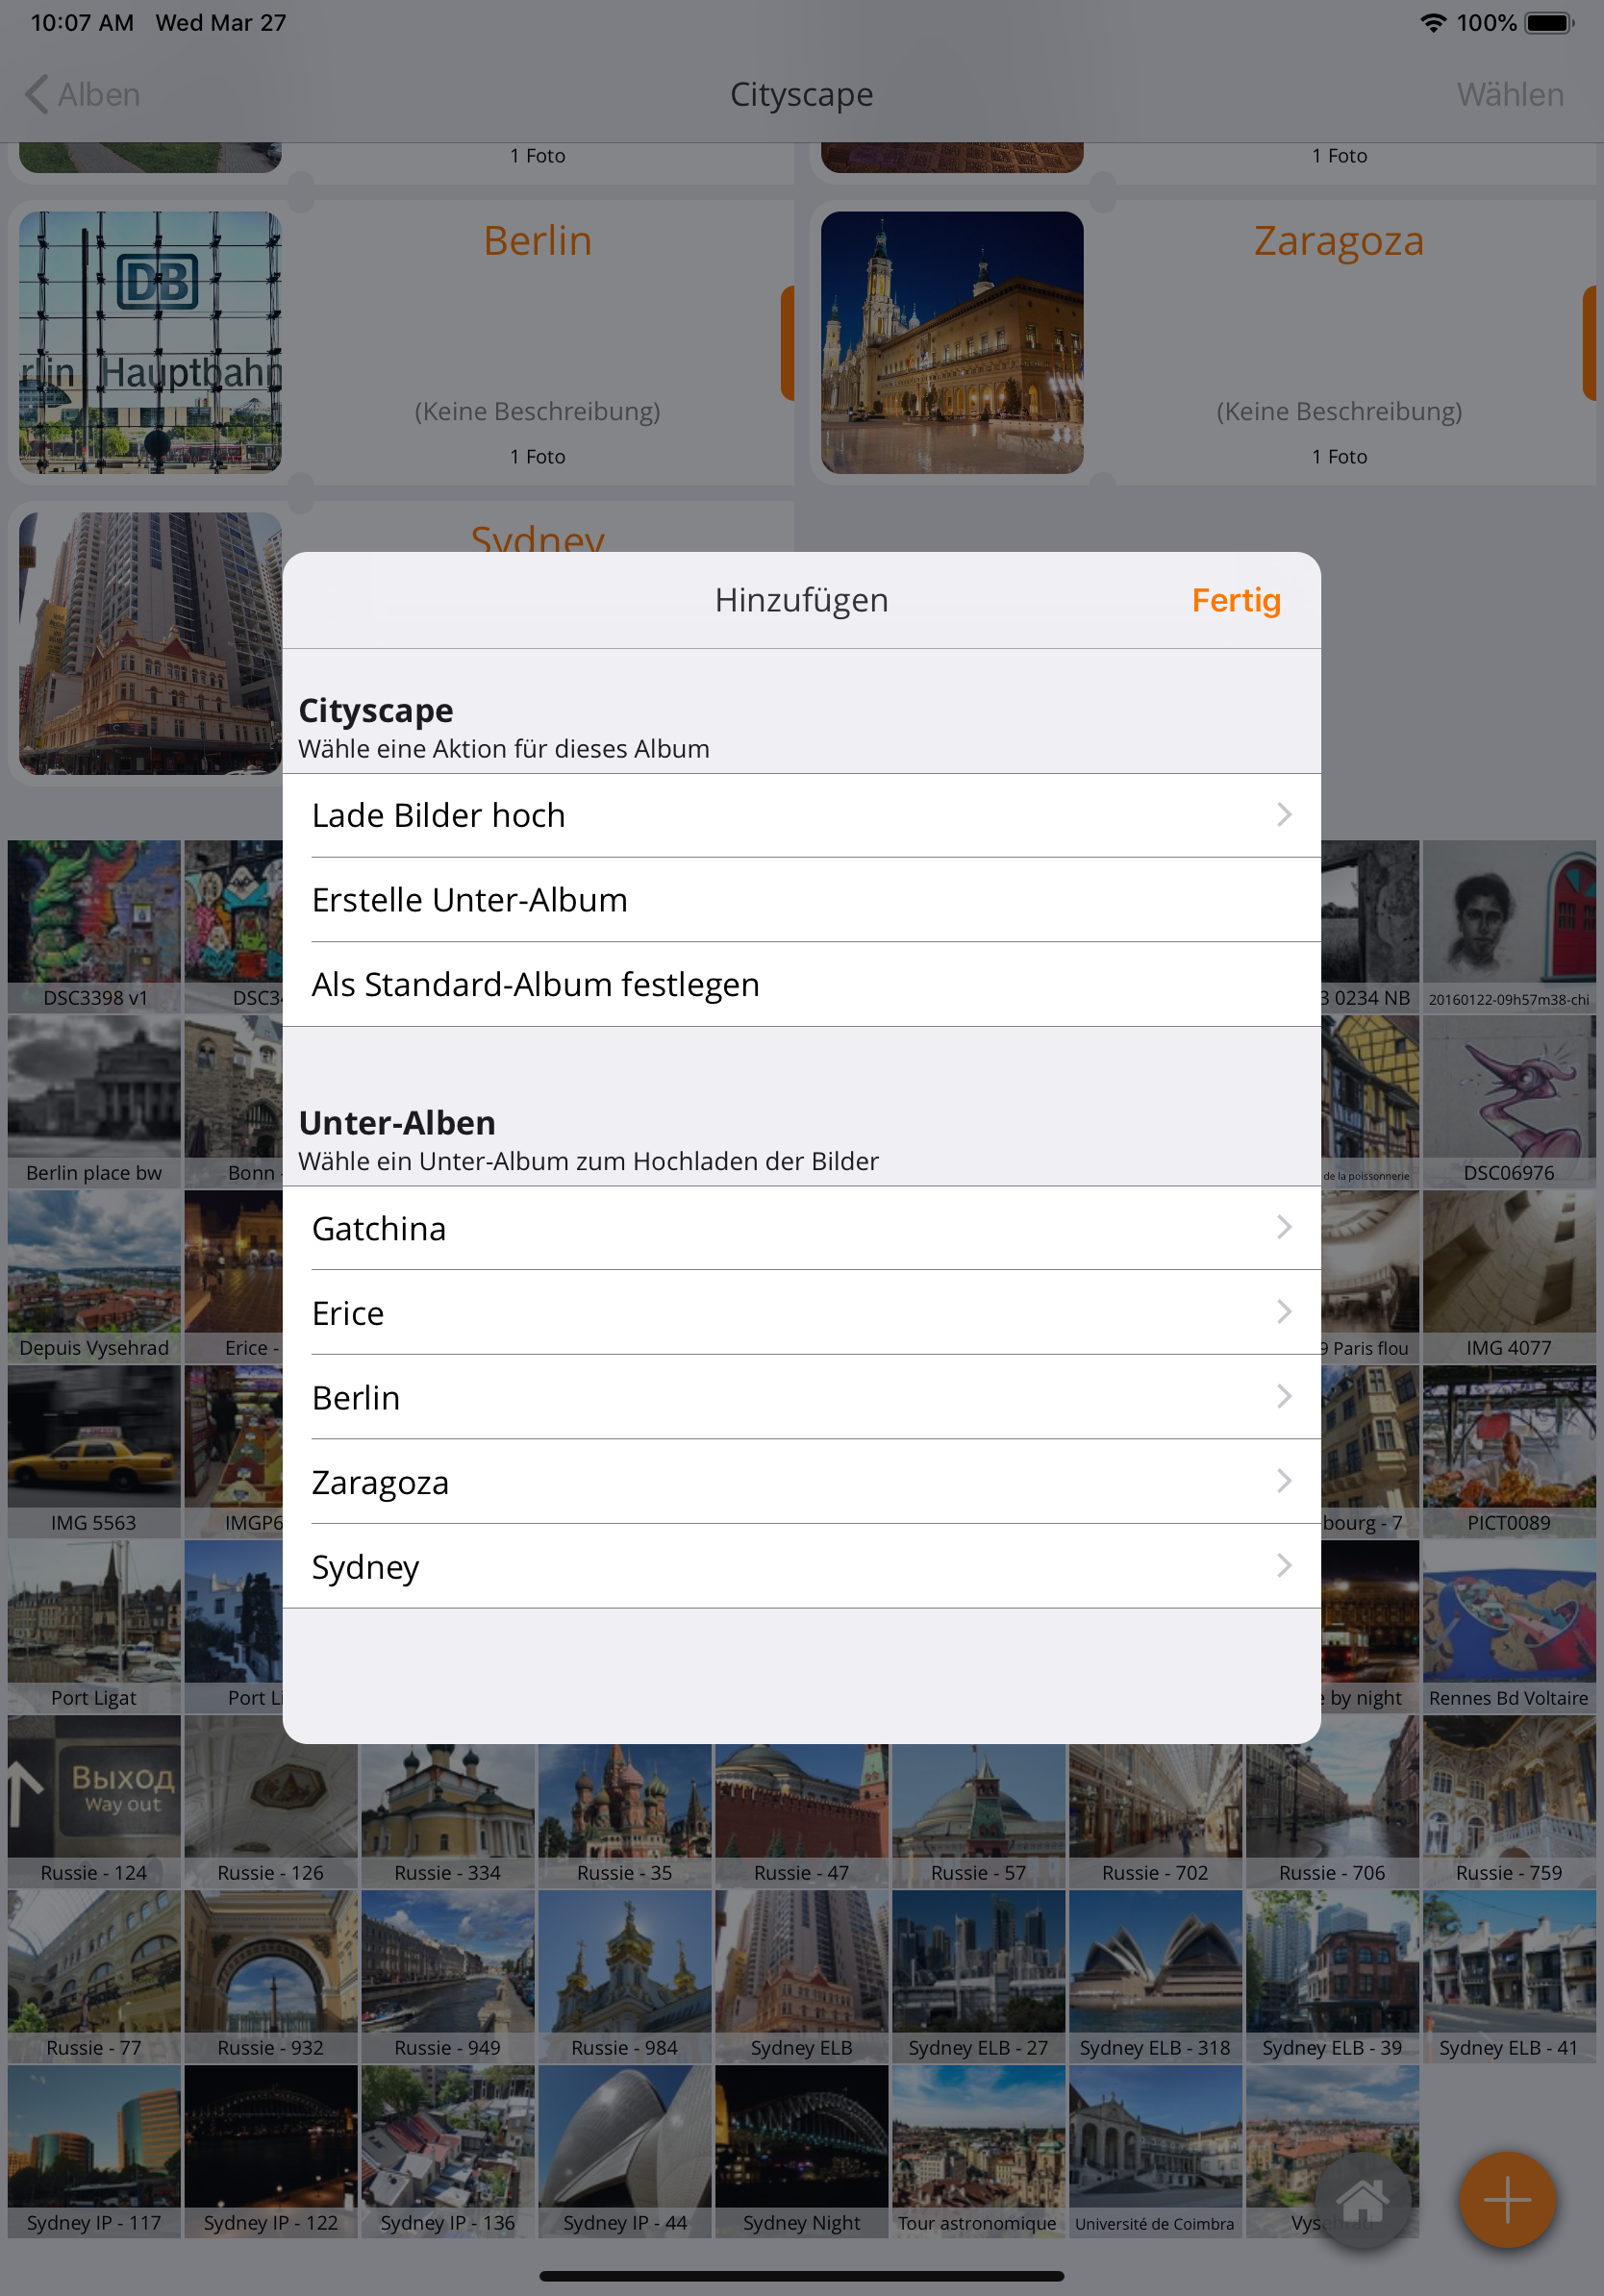 10:07 AM Wed Mar 27
100%
Alben
Cityscape
Wählen
1 Foto
1 Foto
DB
Hauptbahn
Berlin
(Keine Beschreibung)
1 Foto
Zaragoza
(Keine Beschreibung)
1 Foto
Sydney
Hinzufügen
Fertig
Cityscape
Wähle eine Aktion für dieses Album
Lade Bilder hoch
Erstelle Unter-Album
Als Standard-Album festlegen
Unter-Alben
Wähle ein Unter-Album zum Hochladen der Bilder
Gatchina
Erice
Berlin
Zaragoza
Sydney
DSC3398 v1
DSC34
3 0234 NB
20160122-09h57m38-chi
Berlin place bw
Bonn -
de la poissonnerie
DSC06976
Depuis Vysehrad
Erice -
9 Paris flou
IMG 4077
IMG 5563
IMGP6
bourg - 7
PICT0089
Port Ligat
Port Li
e by night
Rennes Bd Voltaire
Выход
Way out
Russie - 124
Russie - 126
Russie - 334
Russie - 35
Russie - 47
Russie - 57
Russie - 702
Russie - 706
Russie - 759
Russie - 77
Russie - 932
Russie - 949
Russie - 984
Sydney ELB
Sydney ELB - 27
Sydney ELB - 318
Sydney ELB - 39
Sydney ELB - 41
Sydney IP - 117
Sydney IP - 122
Sydney IP - 136
Sydney IP - 44
Sydney Night
Tour astronomique
Université de Coimbra
Vysehrad